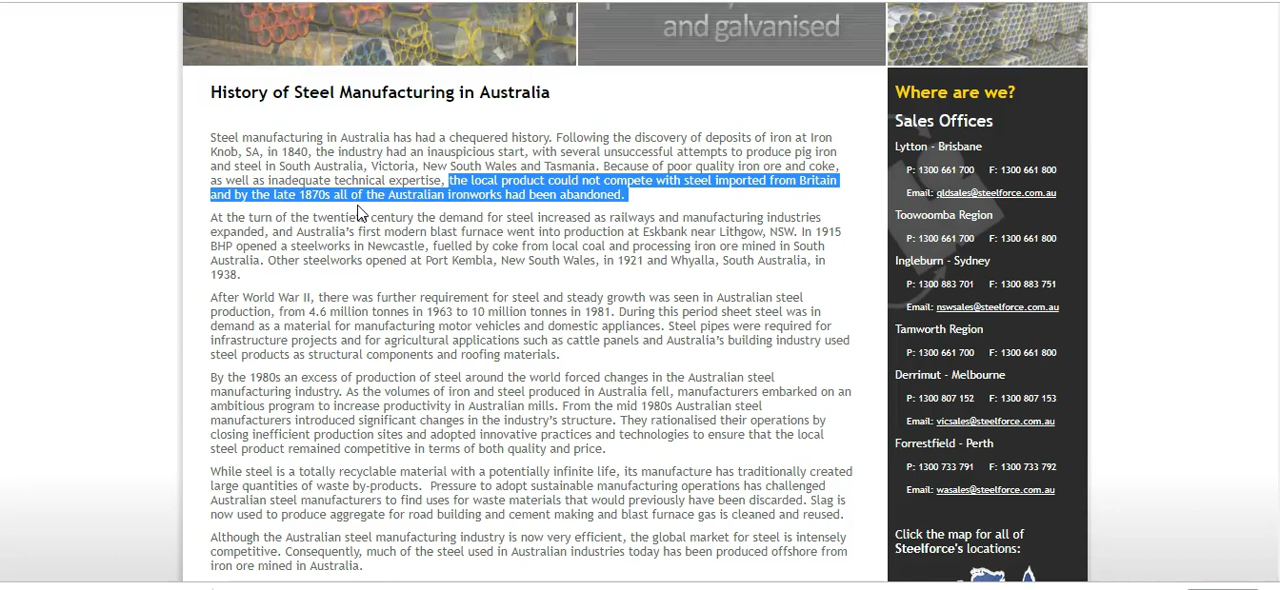 and galvanised
History of Steel Manufacturing in Australia
Steel manufacturing in Australia has had a chequered history. Following the discovery of deposits of iron at Iron
Knob, SA, in 1840, the industry had an inauspicious start, with several unsuccessful attempts to produce pig iron
and steel in South Australia, Victoria, New South Wales and Tasmania. Because of poor quality iron ore and coke,
as well as inadequate technical expertise, the local product could not compete with steel imported from Britain
and by the late 1870s all of the Australian ironworks had been abandoned.
At the turn of the twentieth century the demand for steel increased as railways and manufacturing industries
expanded, and Australia's first modern blast furnace went into production at Eskbank near Lithgow, NSW. In 1915
BHP opened a steelworks in Newcastle, fuelled by coke from local coal and processing iron ore mined in South
Australia. Other steelworks opened at Port Kembla, New South Wales, in 1921 and Whyalla, South Australia, in
1938.
After World War II, there was further requirement for steel and steady growth was seen in Australian steel
production, from 4.6 million tonnes in 1963 to 10 million tonnes in 1981. During this period sheet steel was in
demand as a material for manufacturing motor vehicles and domestic appliances. Steel pipes were required for
infrastructure projects and for agricultural applications such as cattle panels and Australia's building industry used
steel products as structural components and roofing materials.
By the 1980s an excess of production of steel around the world forced changes in the Australian steel
manufacturing industry. As the volumes of iron and steel produced in Australia fell, manufacturers embarked on an
ambitious program to increase productivity in Australian mills. From the mid 1980s Australian steel
manufacturers introduced significant changes in the industry's structure. They rationalised their operations by
closing inefficient production sites and adopted innovative practices and technologies to ensure that the local
steel product remained competitive in terms of both quality and price.
While steel is a totally recyclable material with a potentially infinite life, its manufacture has traditionally created
large quantities of waste by-products. Pressure to adopt sustainable manufacturing operations has challenged
Australian steel manufacturers to find uses for waste materials that would previously have been discarded. Slag is
now used to produce aggregate for road building and cement making and blast furnace gas is cleaned and reused.
Although the Australian steel manufacturing industry is now very efficient, the global market for steel is intensely
competitive. Consequently, much of the steel used in Australian industries today has been produced offshore from
iron ore mined in Australia.
Where are we?
Sales Offices
Lytton - Brisbane
P: 1300 661 700 F: 1300 661 800
Email: qldsales@steelforce.com.au
Toowoomba Region
P: 1300 661 700 F: 1300 661 800
Ingleburn - Sydney
P: 1300 883 701 F: 1300 883 751
Email: nswsales@steelforce.com.au
Tamworth Region
P: 1300 661 700 F: 1300 661 800
Derrimut - Melbourne
P: 1300 807 152 F: 1300 807 153
Email: vicsales@steelforce.com.au
Forrestfield - Perth
P: 1300 733 791 F: 1300 733 792
Email: wasales@steelforce.com.au
Click the map for all of
Steelforce's locations: